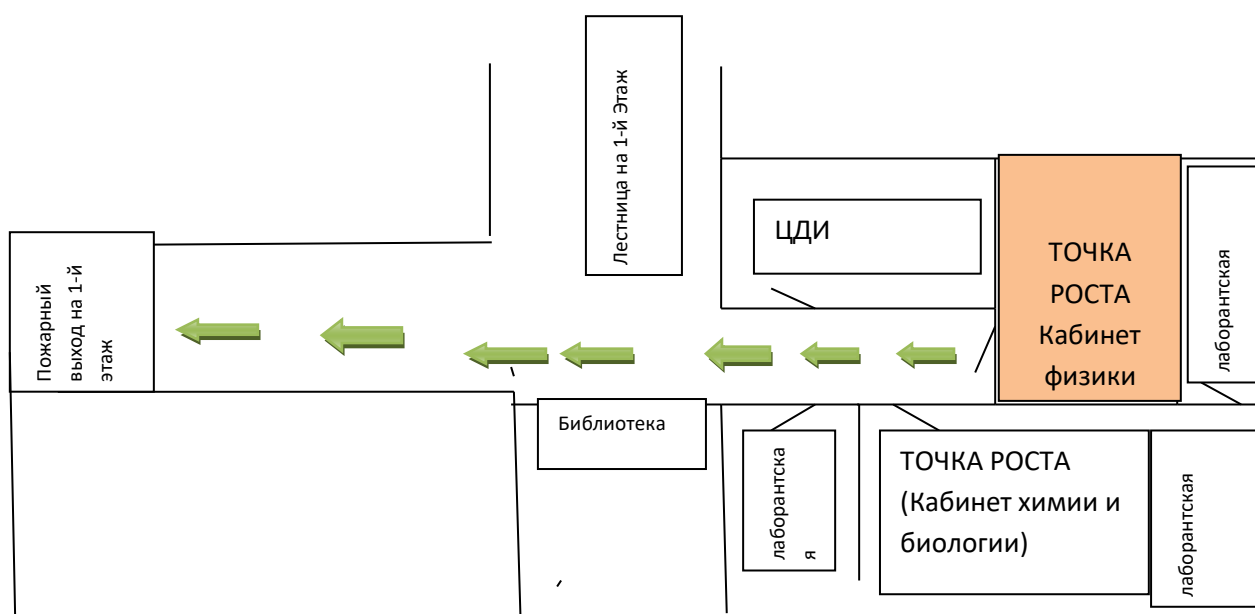 Пожарный
выход на 1-й
этаж
Лестница на 1-й Этаж
ЦДИ
ТОЧКА
РОСТА
Кабинет
физики
лаборантская
Библиотека
лаборантска
я
ТОЧКА РОСТА
(Кабинет химии и
биологии)
лаборантская